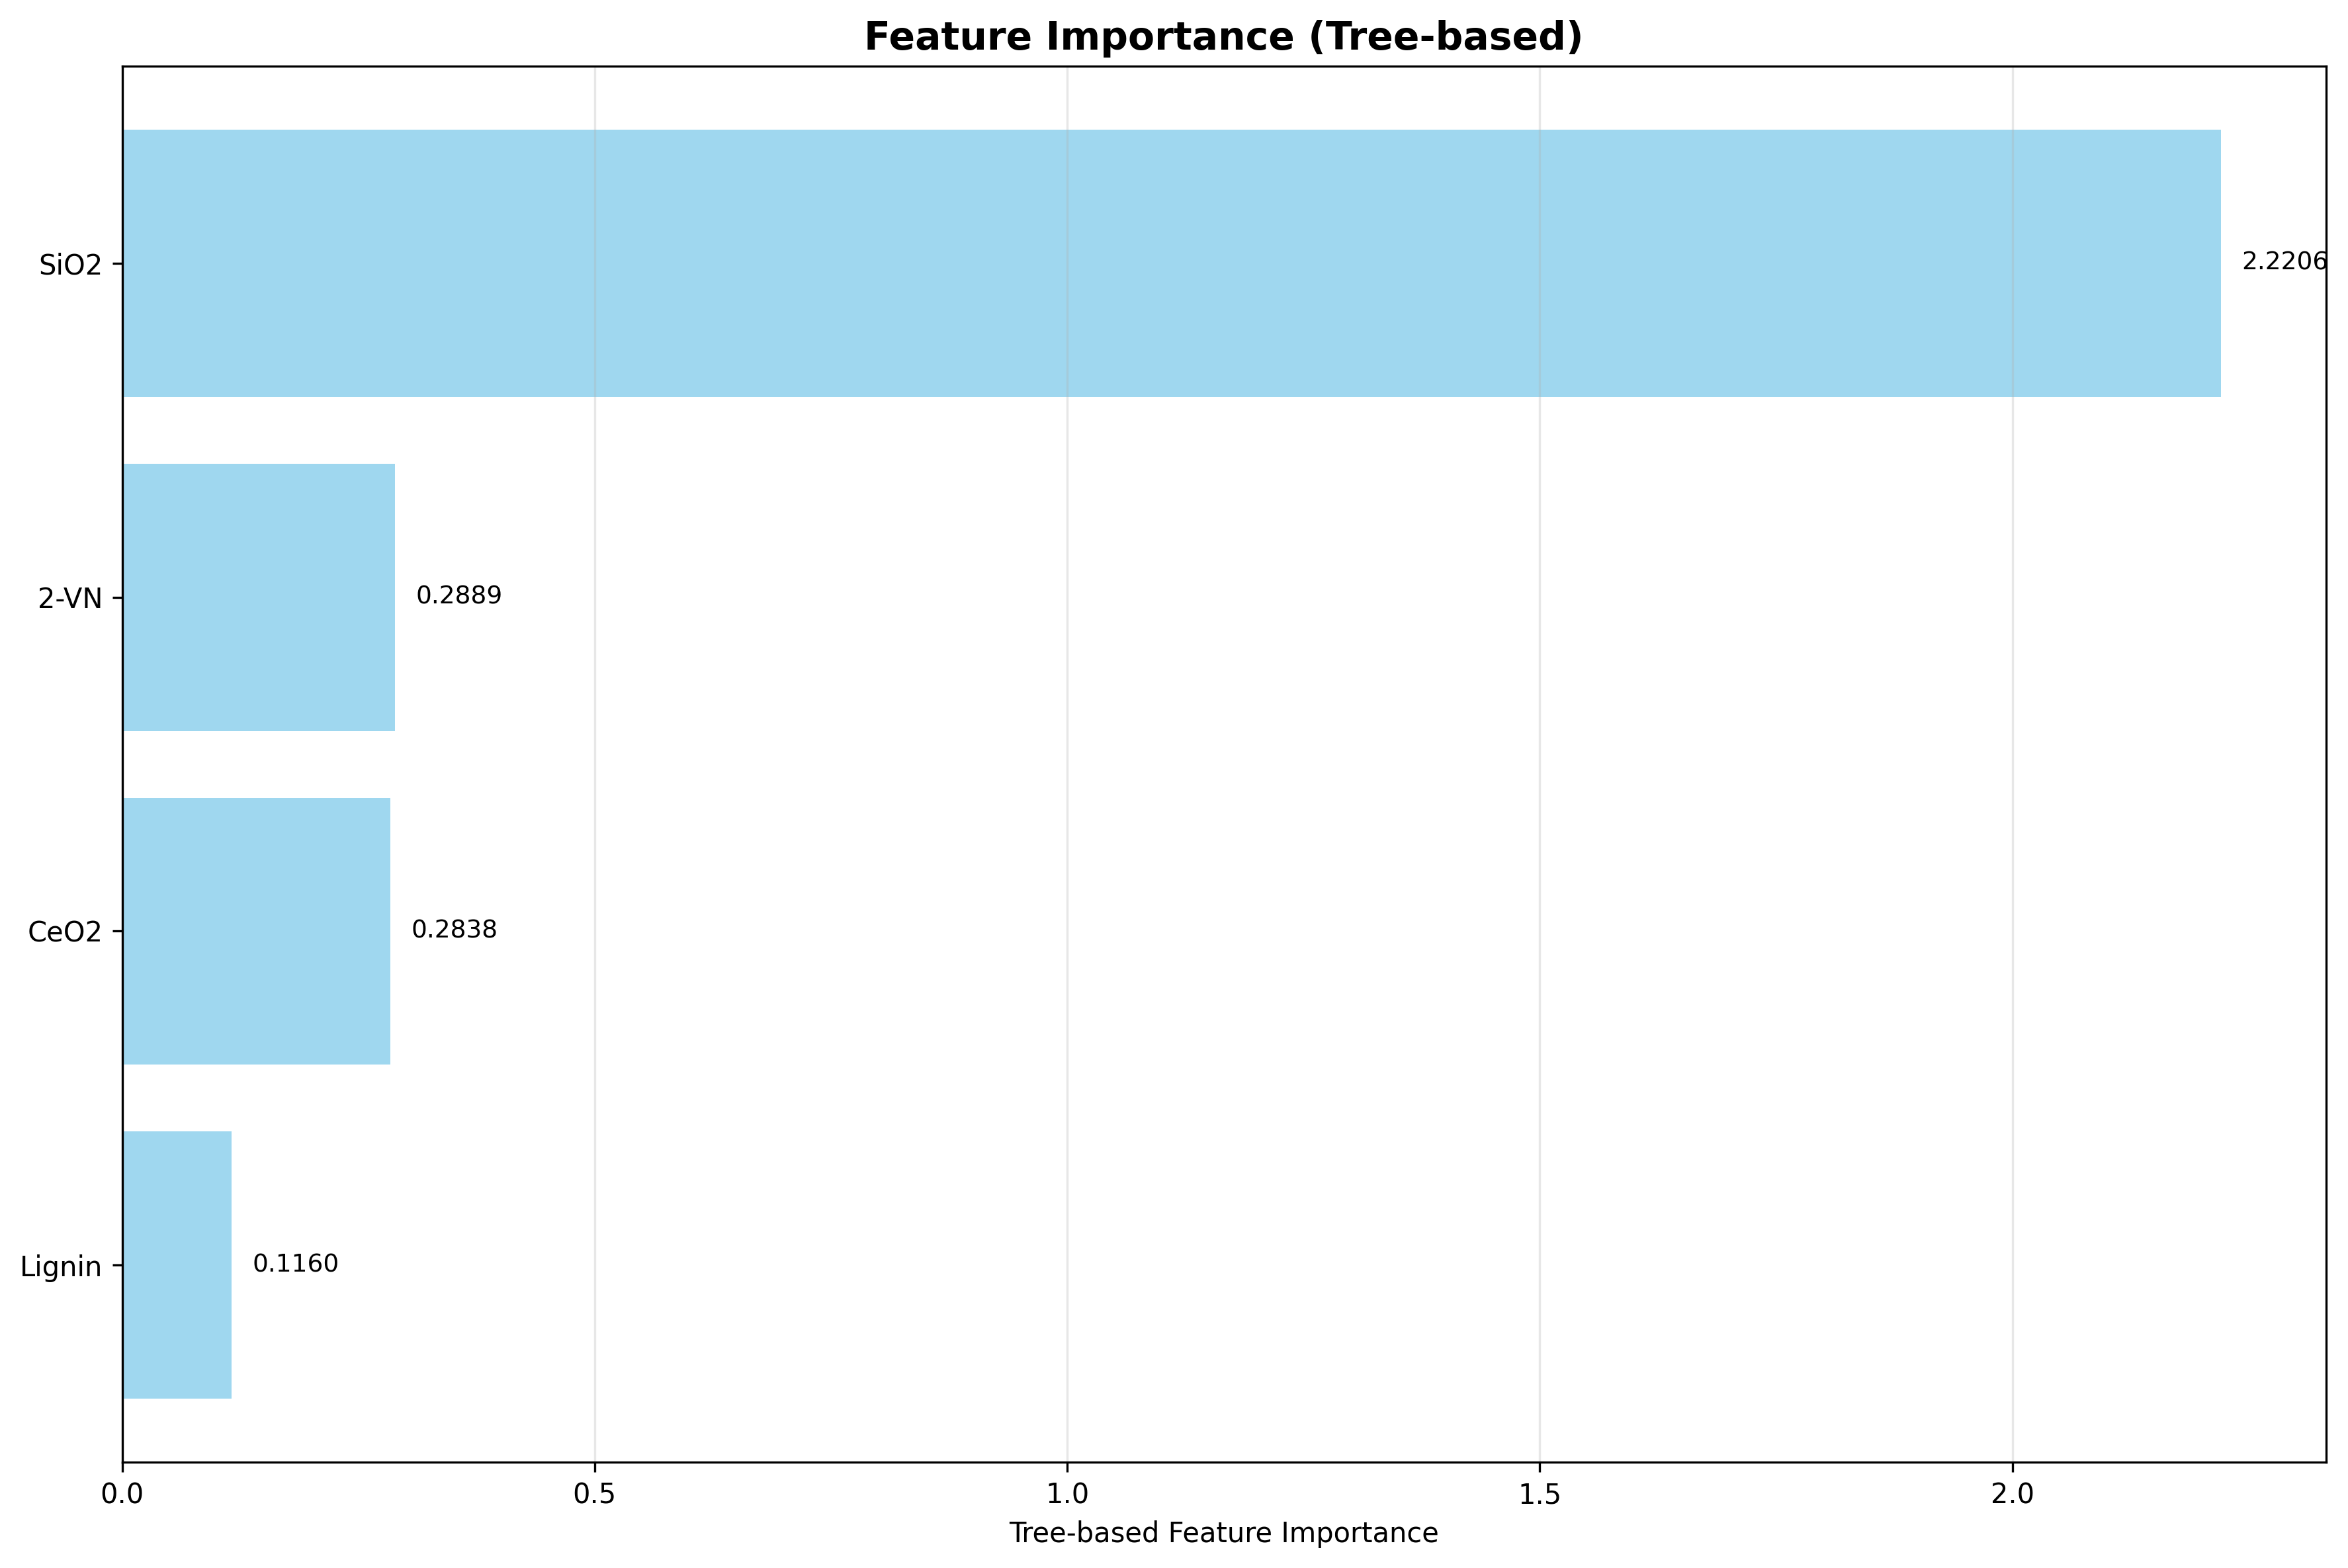 Feature Importance (Tree-based)
SiO2
2.2206
2-VN
0.2889
CeO2
0.2838
Lignin
0.1160
0.0
0.5
1.0
1.5
2.0
Tree-based Feature Importance